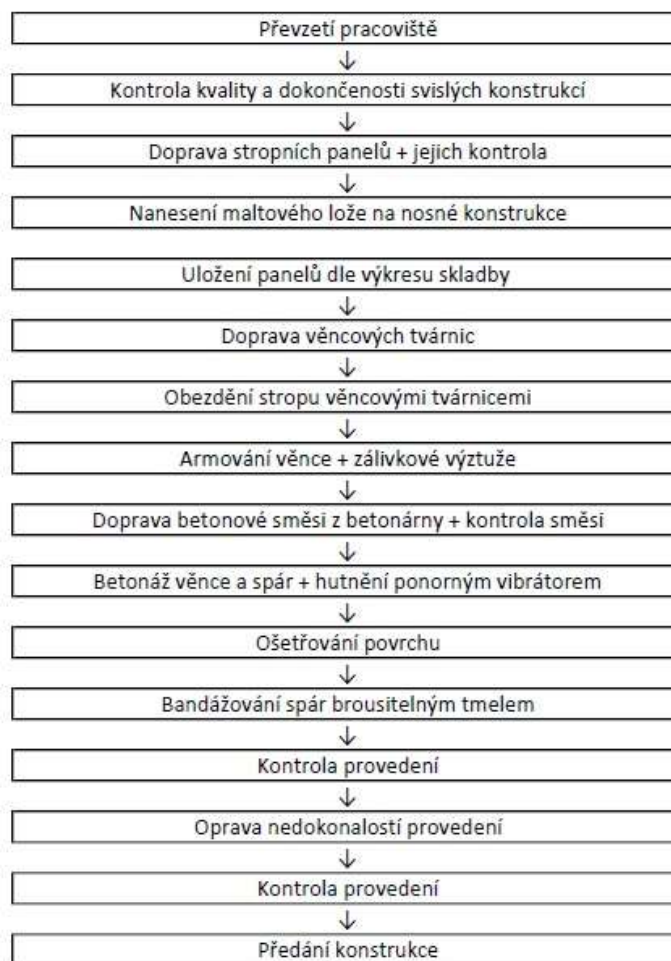 Převzetí pracoviště
Kontrola kvality a dokončenosti svislých konstrukcí
Doprava stropních panelů + jejich kontrola
Nanesení maltového lože na nosné konstrukce
Uložení panelů dle výkresu skladby
Doprava věncových tvárnic
Obezdění stropu věncovými tvárnicemi
Armování věnce + zálivkové výztuže
Doprava betonové směsi z betonárny + kontrola směsi
Betonáž věnce a spár + hutnění ponorným vibrátorem
Ošetřování povrchu
Bandážování spár brousitelným tmelem
Kontrola provedení
Oprava nedokonalostí provedení
Kontrola provedení
Předání konstrukce